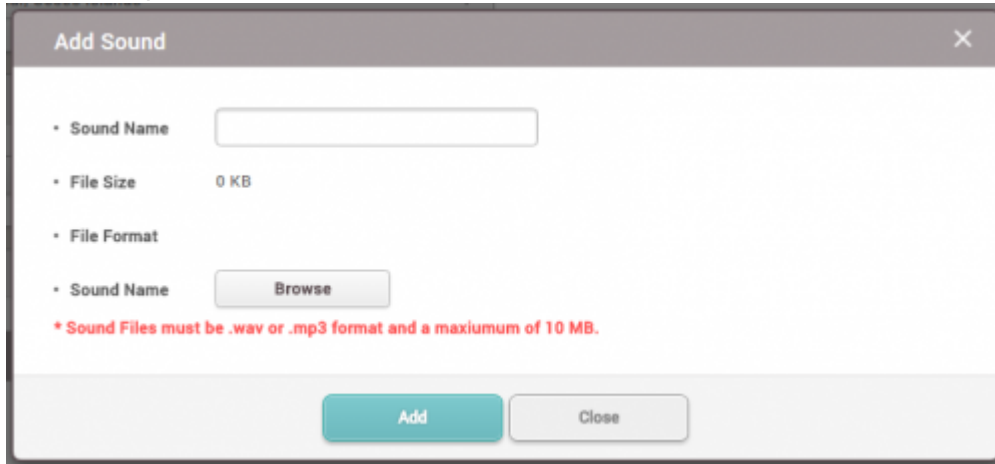 Add Sound
• Sound Name
• File Size 0 KB
• File Format
• Sound Name Browse
* Sound Files must be .wav or .mp3 format and a maxiumum of 10 MB.
Add Close